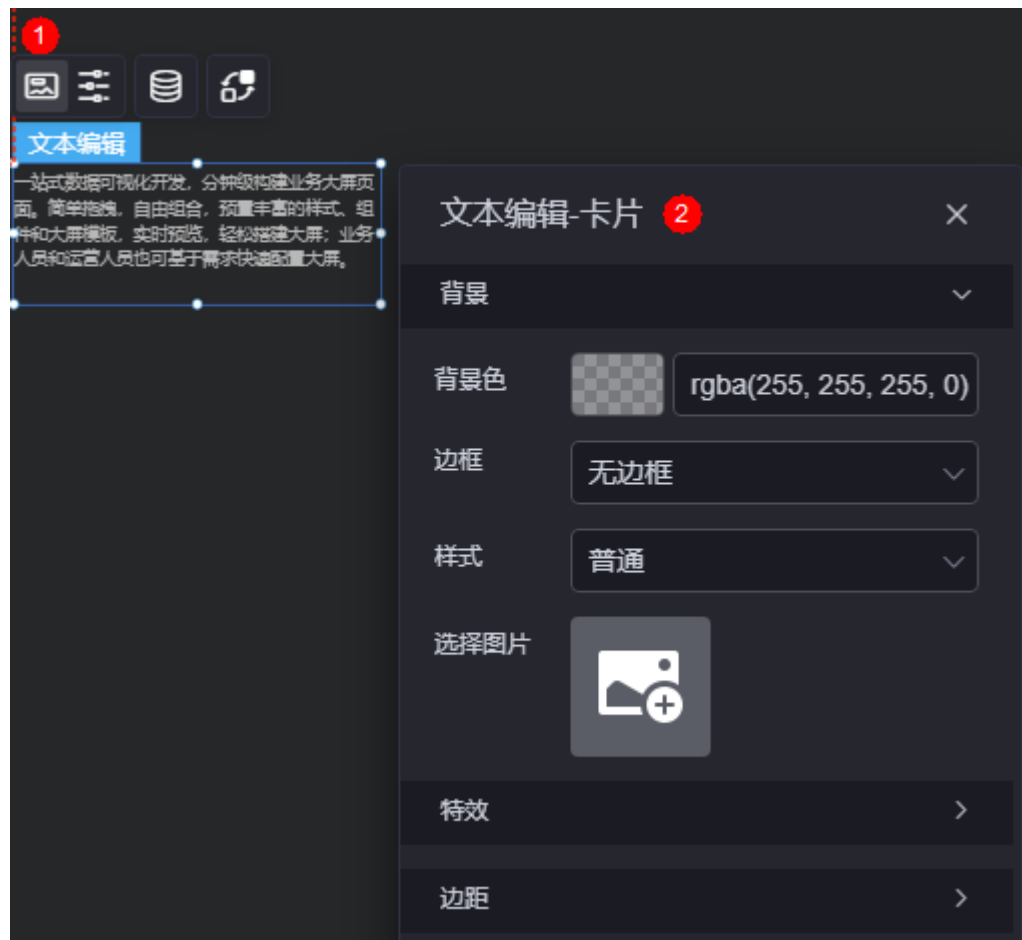 1
文本编辑
一站式数据可视化开发，分钟级构建业务大屏页
面。简单拖拽，自由组合，预置丰富的样式、组
件和大屏模板，实时预览，轻松搭建大屏；业务
人员和运营人员也可基于需求快速配置大屏。
文本编辑-卡片 2
背景
背景色 rgba(255, 255, 255, 0)
边框 无边框
样式 普通
选择图片
特效
边距